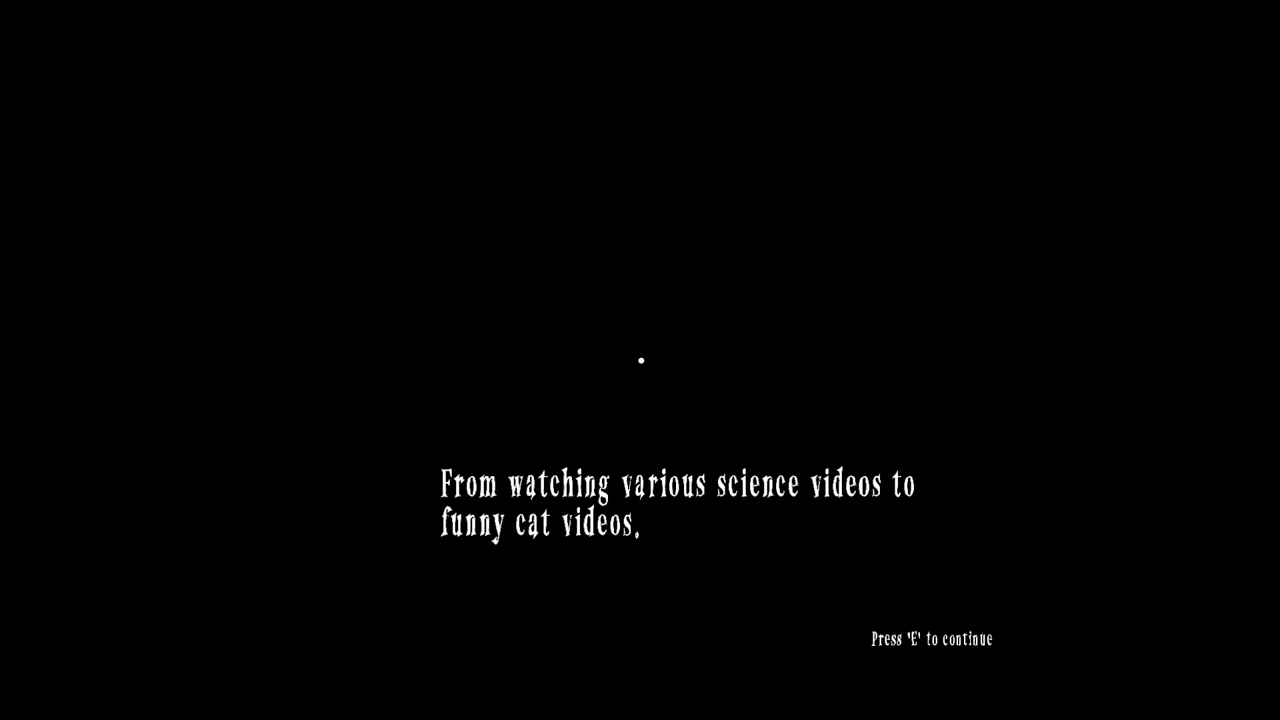 From watching various science videos to
funny cat videos.
Press 'E' to continue